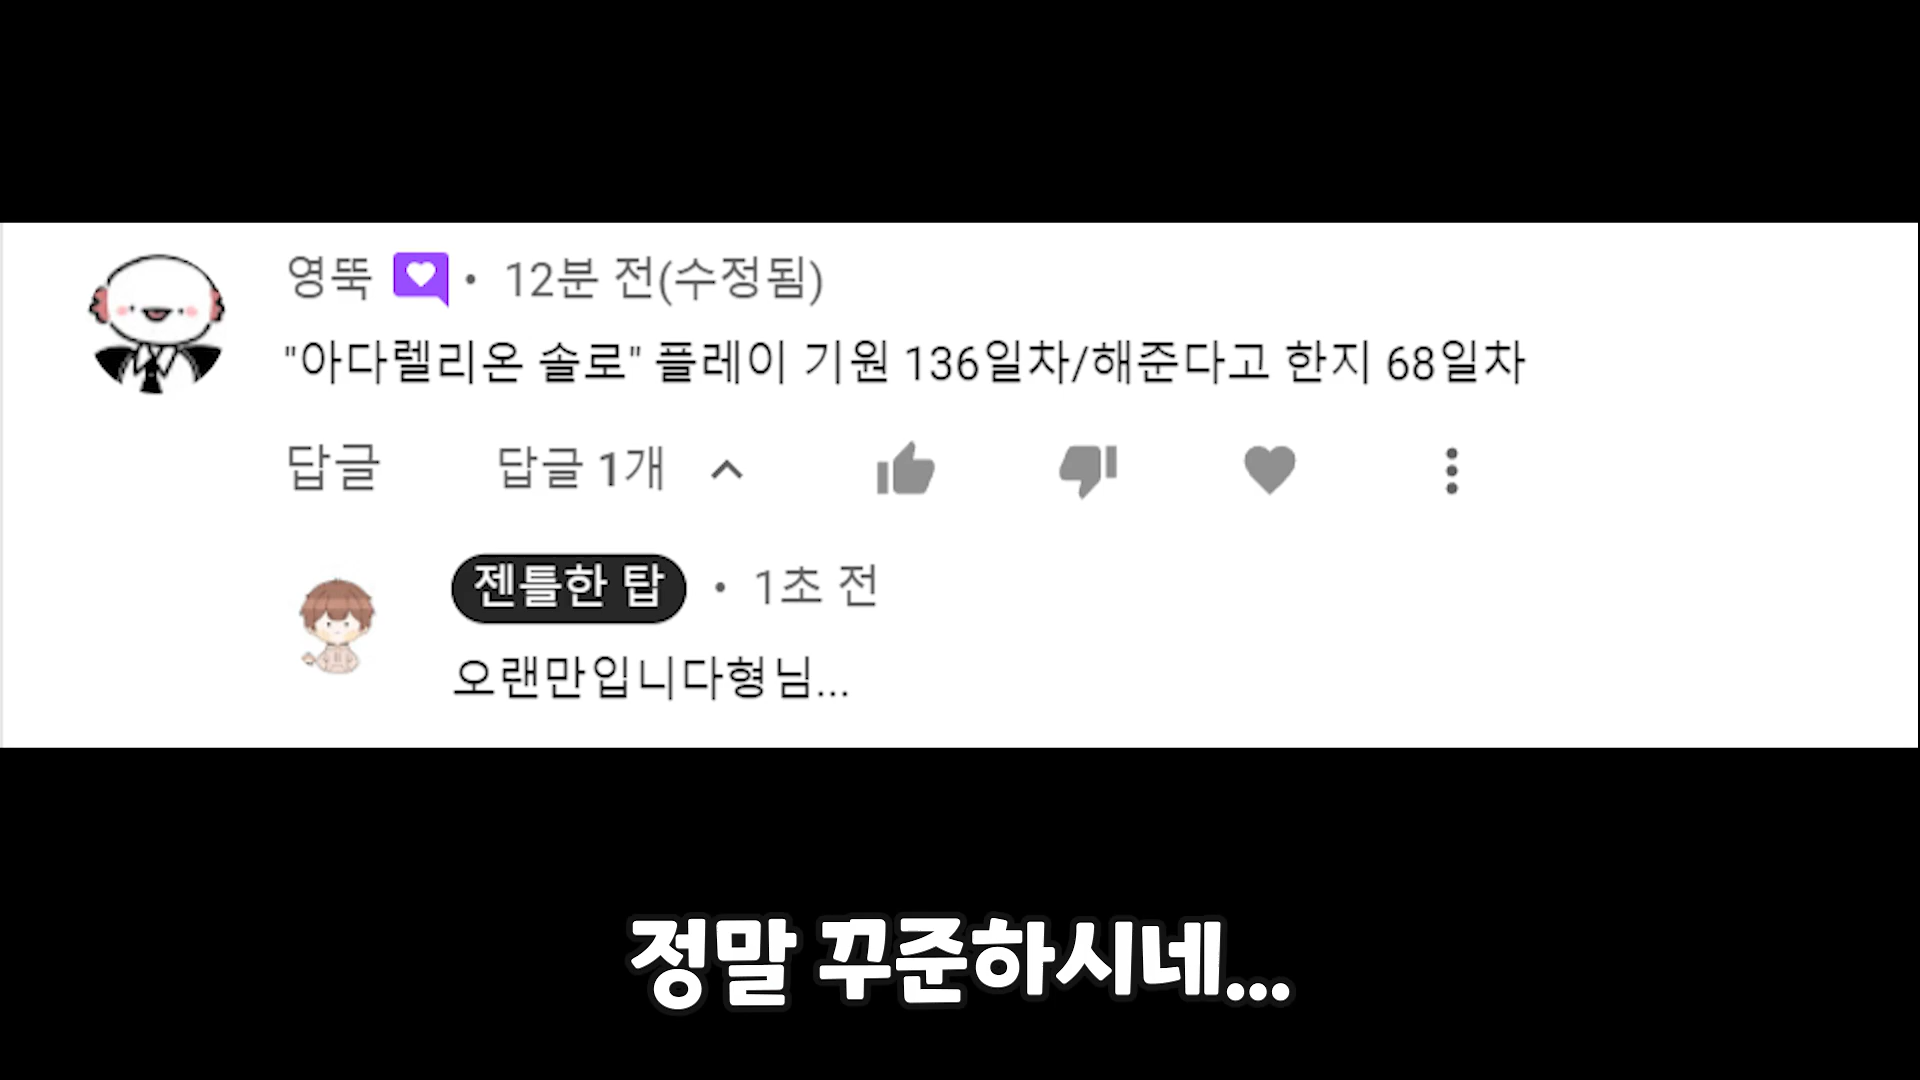 영뚝 • 12분 전(수정됨)
"아다렐리온 솔로" 플레이 기원 136일차/해준다고 한지 68일차
답글 답글 1개
젠틀한 탑 • 1초 전
오랜만입니다형님...
정말 꾸준하시네...